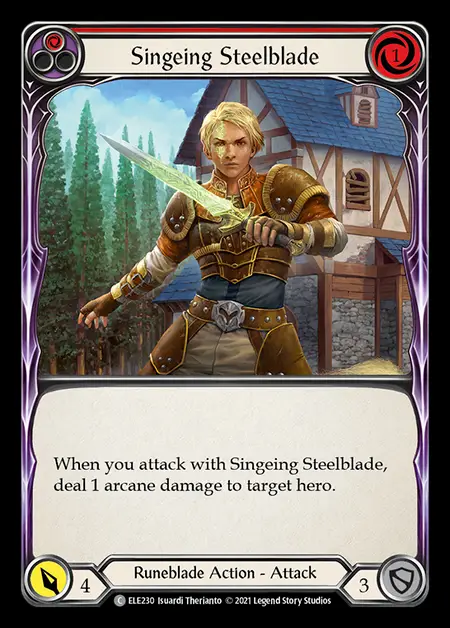 Singeing Steelblade
1
When you attack with Singeing Steelblade,
deal 1 arcane damage to target hero.
4
Runeblade Action - Attack
3
C ELE230 Isuardi Therianto © 2021 Legend Story Studios